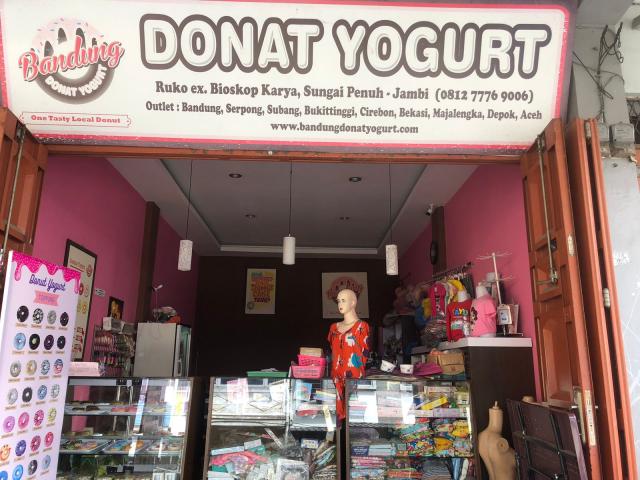 Bandung
DONAT YOGURT
One Tasty Local Donut
DONAT YOGURT
Ruko ex. Bioskop Karya, Sungai Penuh - Jambi (0812 7776 9006)
Outlet : Bandung, Serpong, Subang, Bukittinggi, Cirebon, Bekasi, Majalengka, Depok, Aceh
www.bandungdonatyogurt.com
Donut Yogurt